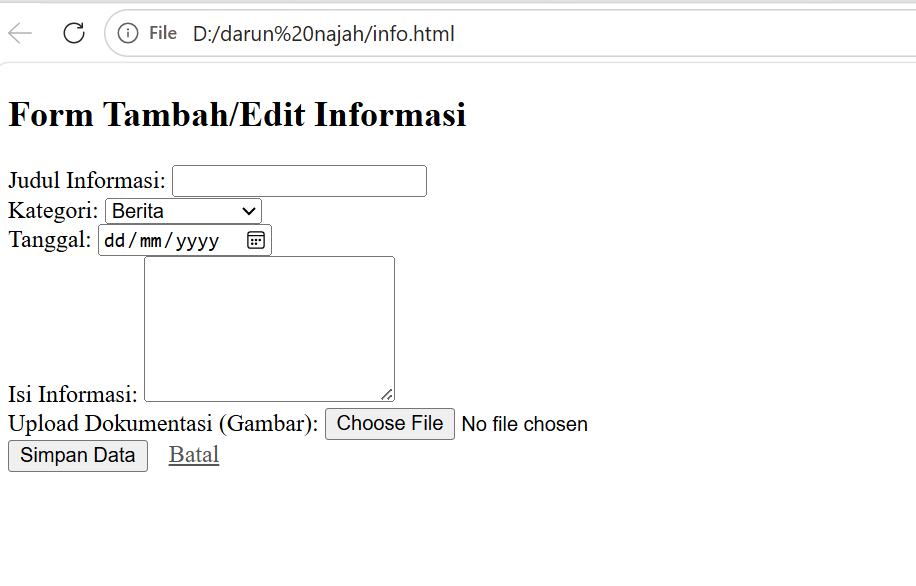 File D:/darun%20najah/info.html
Form Tambah/Edit Informasi
Judul Informasi:
Kategori: Berita
Tanggal: dd/mm/yyyy
Isi Informasi:
Upload Dokumentasi (Gambar): Choose File No file chosen
Simpan Data Batal